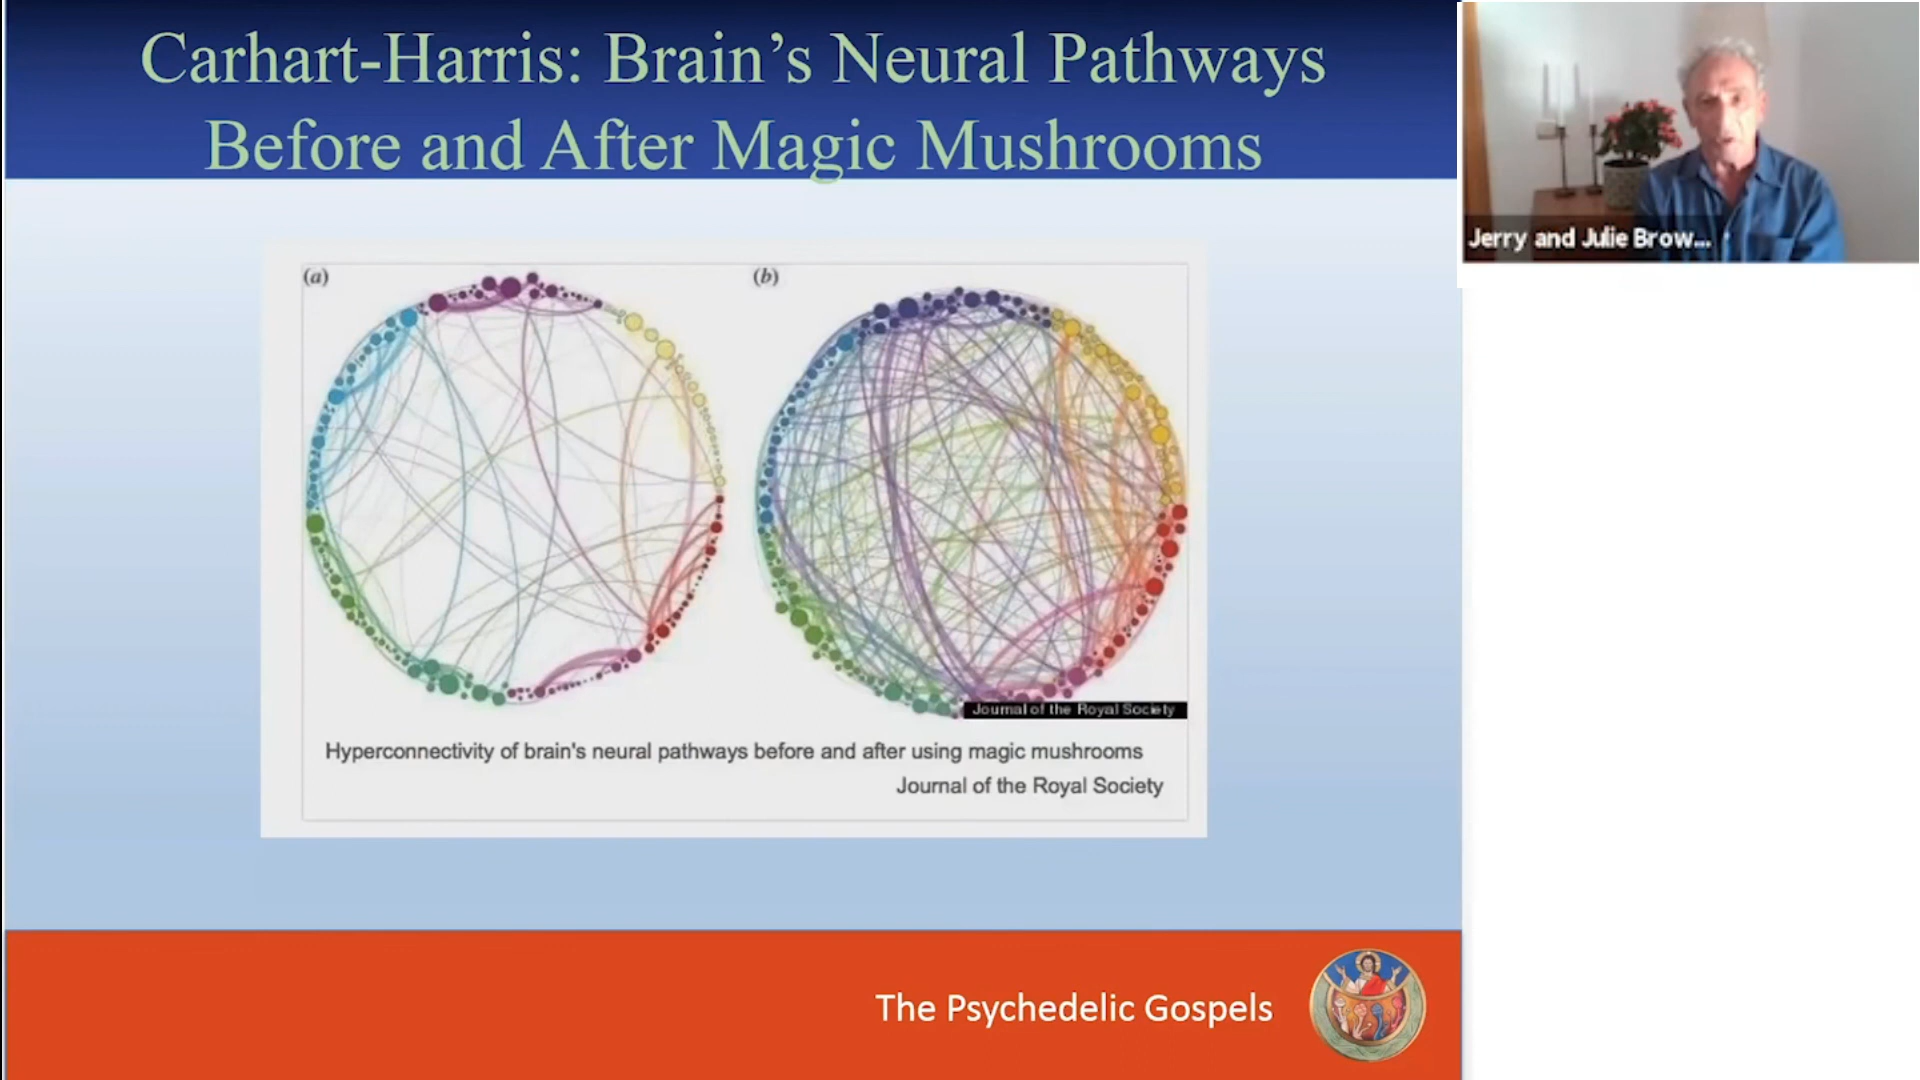 Carhart-Harris: Brain’s Neural Pathways
Before and After Magic Mushrooms
Jerry and Julie Brow...
(a)
(b)
Journal of the Royal Society
Hyperconnectivity of brain's neural pathways before and after using magic mushrooms
Journal of the Royal Society
The Psychedelic Gospels